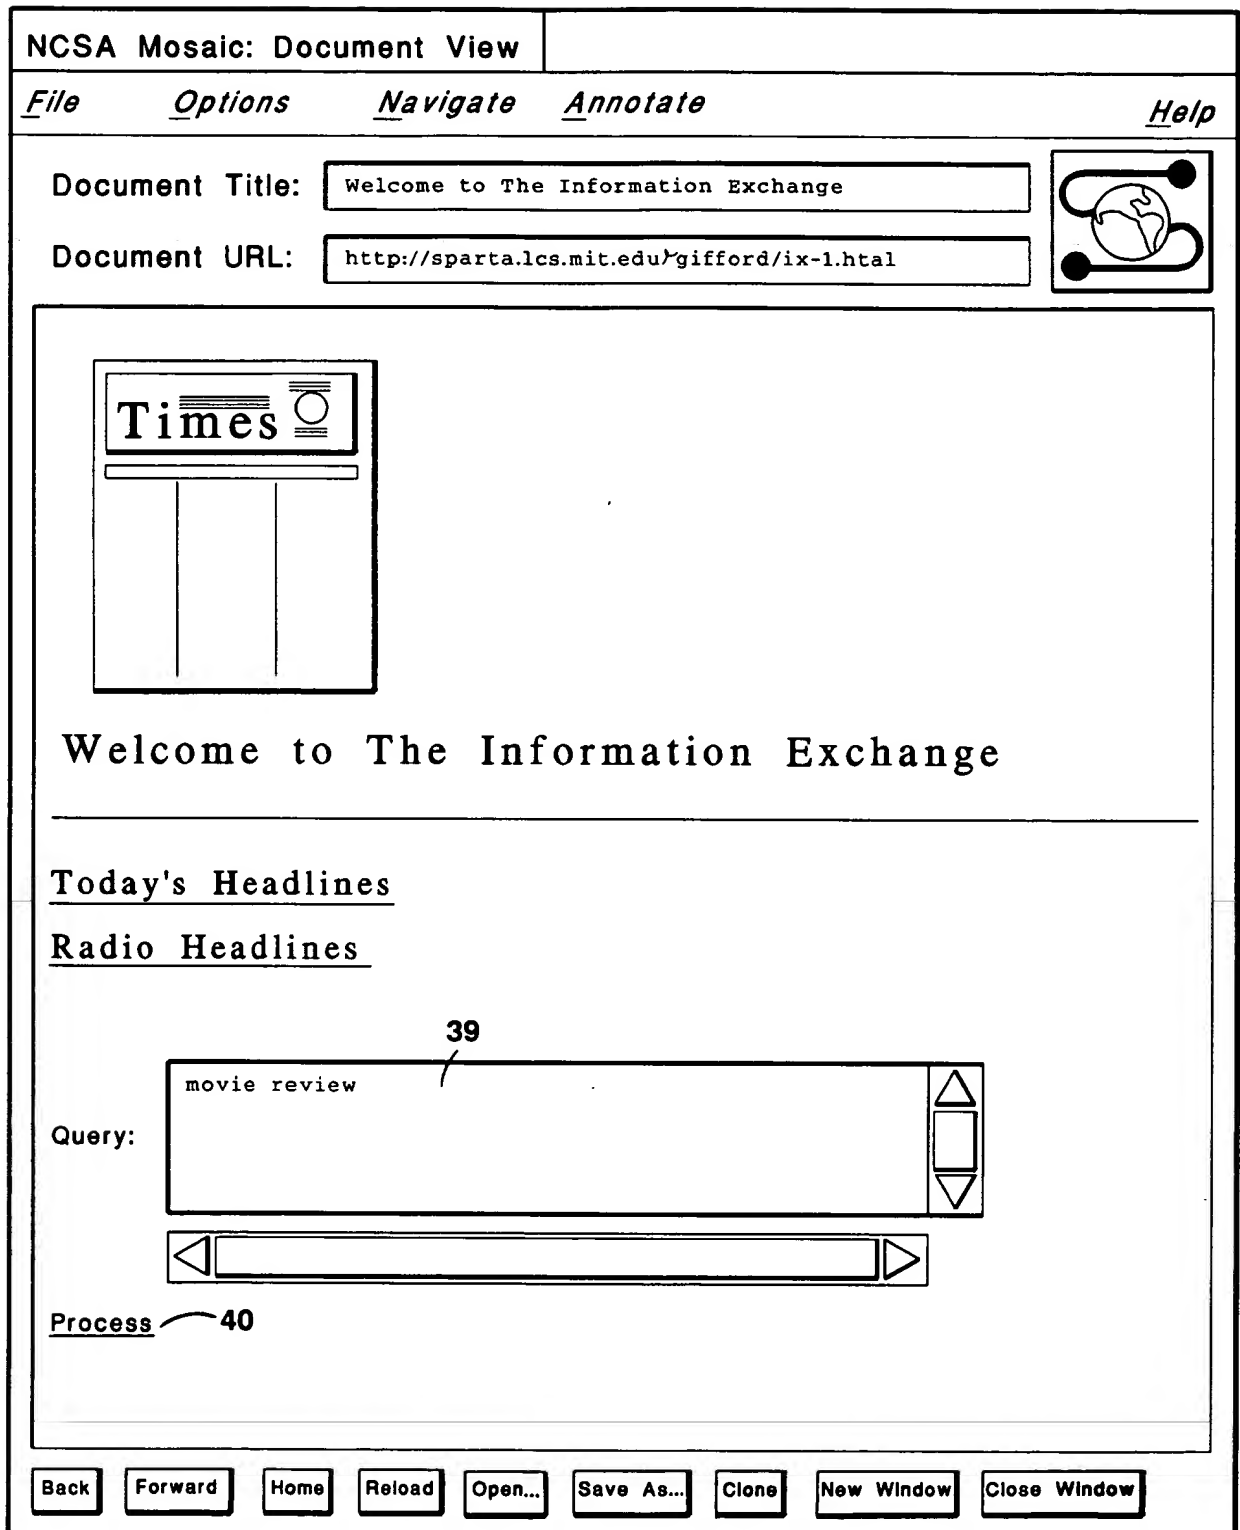 NCSA Mosaic: Document View
File Options Navigate Annotate Help
Document Title: Welcome to The Information Exchange
Document URL: http://sparta.lcs.mit.edu/~gifford/ix-1.htal
Times
Welcome to The Information Exchange
Today's Headlines
Radio Headlines
39
movie review
Query:
Process 40
Back Forward Home Reload Open... Save As... Clone New Window Close Window